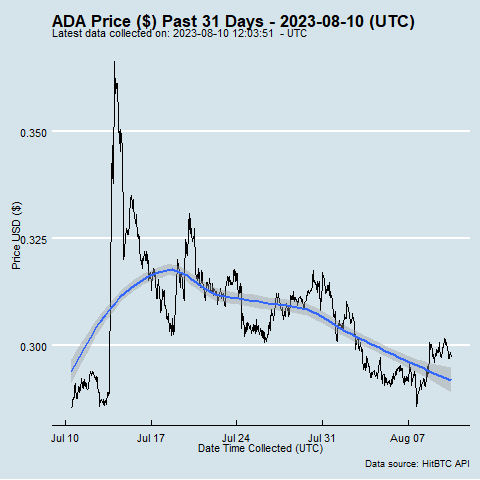 ADA Price ($) Past 31 Days - 2023-08-10 (UTC)
Latest data collected on: 2023-08-10 12:03:51 - UTC
0.350
0.325
0.300
Price USD ($)
Jul 10 Jul 17 Jul 24 Jul 31 Aug 07
Date Time Collected (UTC)
Data source: HitBTC API